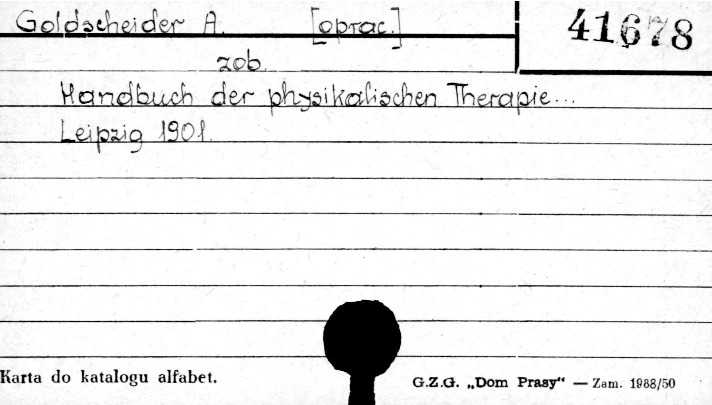 Goldscheider A. [oprac.]
41678
zob.
Handbuch der physikalischen Therapie...
Leipzig 1901.
Karta do katalogu alfabet.
G.Z.G. „Dom Prasy" — Zam. 1988/50